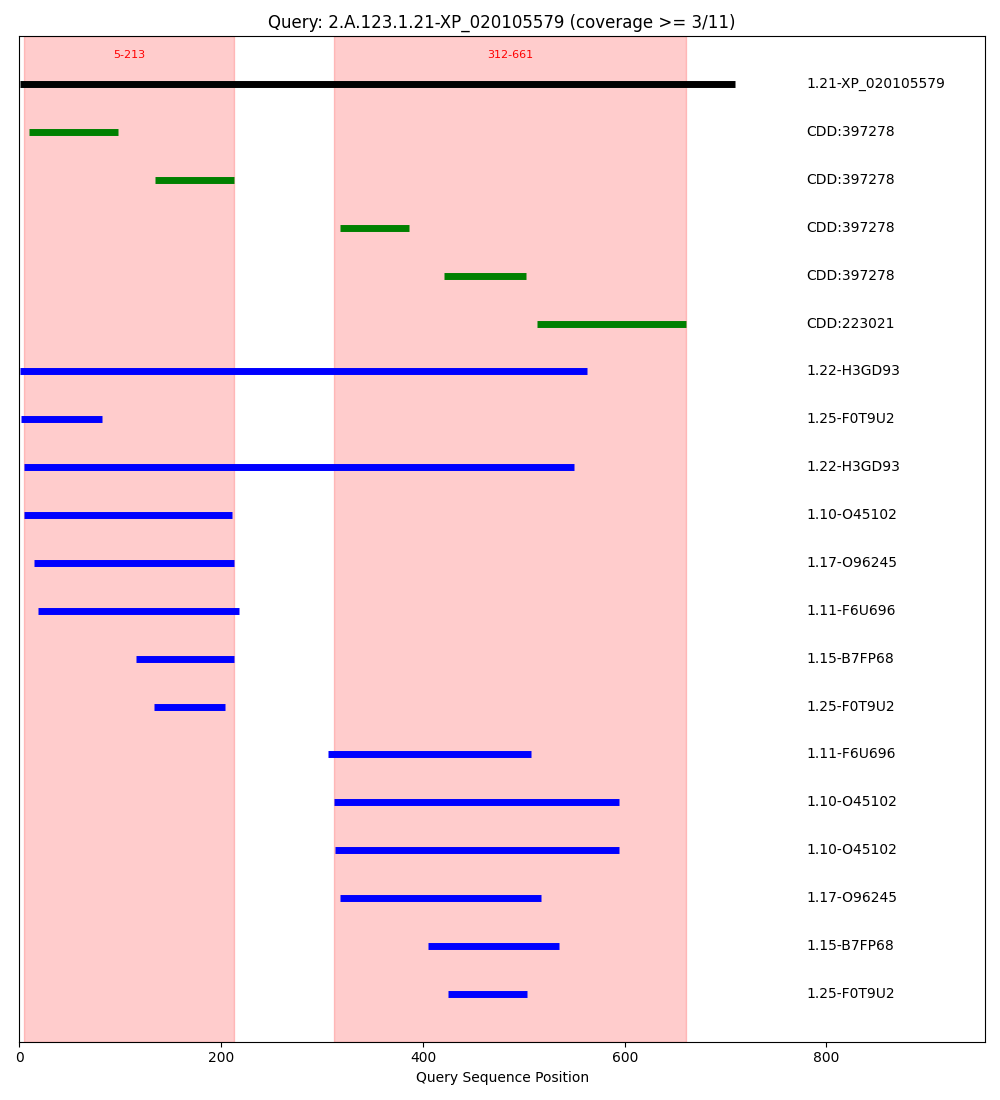 Query: 2.A.123.1.21-XP_020105579 (coverage >= 3/11)
5-213 312-661
1.21-XP_020105579
CDD:397278
CDD:397278
CDD:397278
CDD:397278
CDD:223021
1.22-H3GD93
1.25-F0T9U2
1.22-H3GD93
1.10-O45102
1.17-O96245
1.11-F6U696
1.15-B7FP68
1.25-F0T9U2
1.11-F6U696
1.10-O45102
1.10-O45102
1.17-O96245
1.15-B7FP68
1.25-F0T9U2
0 200 400 600 800
Query Sequence Position